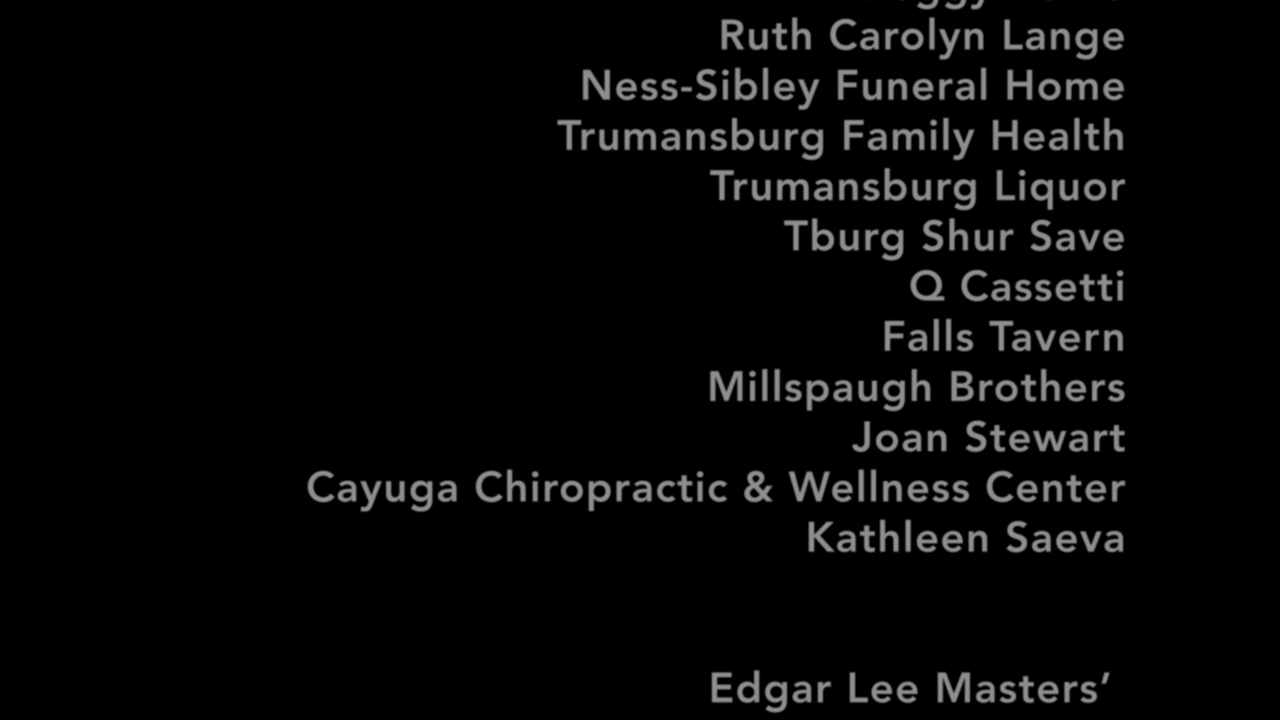 Ruth Carolyn Lange
Ness-Sibley Funeral Home
Trumansburg Family Health
Trumansburg Liquor
Tburg Shur Save
Q Cassetti
Falls Tavern
Millspaugh Brothers
Joan Stewart
Cayuga Chiropractic & Wellness Center
Kathleen Saeva
Edgar Lee Masters’